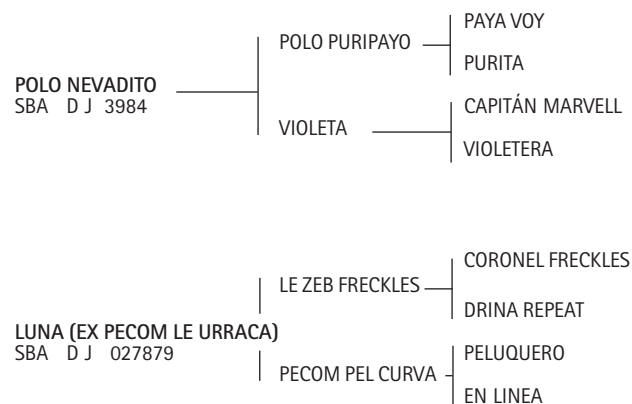 PAYA VOY
POLO PURIPAYO
PURITA
POLO NEVADITO
SBA D J 3984
CAPITÁN MARVELL
VIOLETA
VIOLETERA
CORONEL FRECKLES
LE ZEB FRECKLES
DRINA REPEAT
LUNA (EX PECOM LE URRACA)
SBA D J 027879
PELUQUERO
PECOM PEL CURVA
EN LINEA